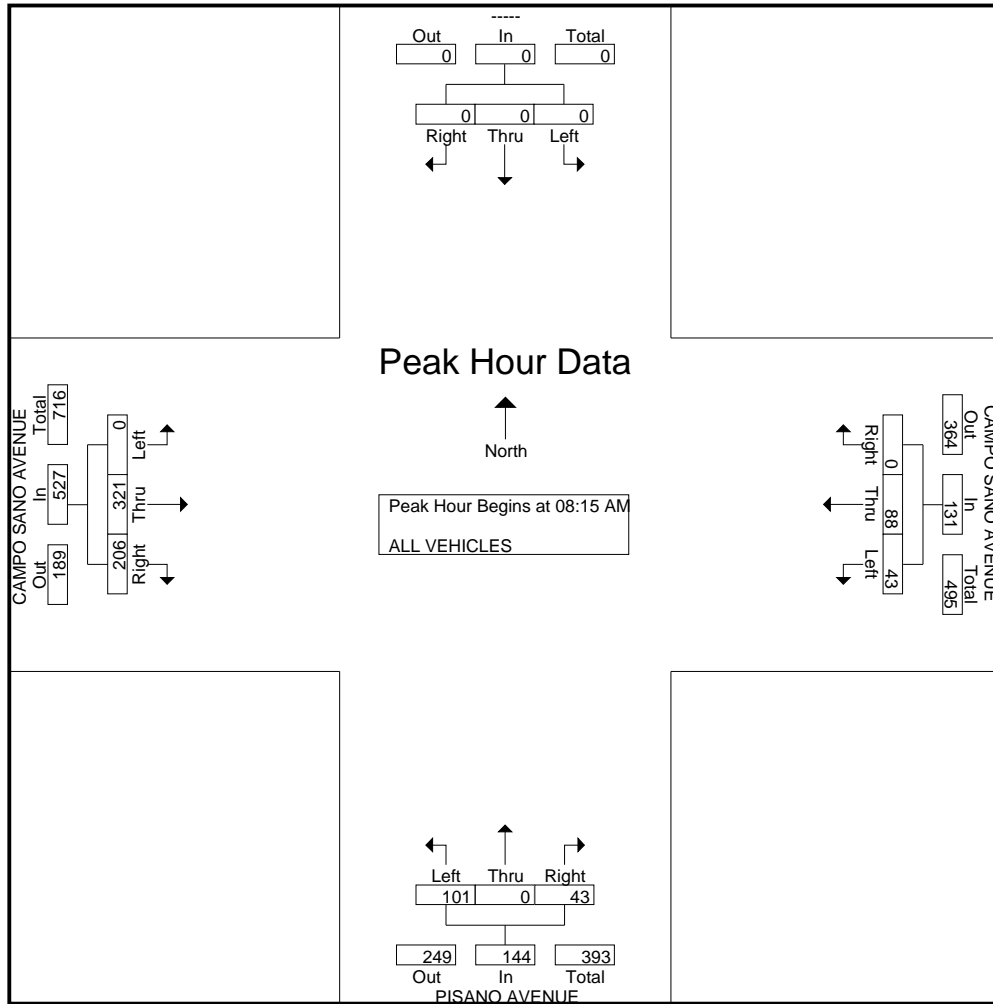 -----
Out In Total
0 0 0
0 0 0
Right Thru Left
Peak Hour Data
North
Peak Hour Begins at 08:15 AM
ALL VEHICLES
CAMPO SANO AVENUE
Out In Total
189 527 716
Right Thru Left
206 321 0
CAMPO SANO AVENUE
Out In Total
364 131 495
Right Thru Left
0 88 43
Left Thru Right
101 0 43
249 144 393
Out In Total
PISANO AVENUE